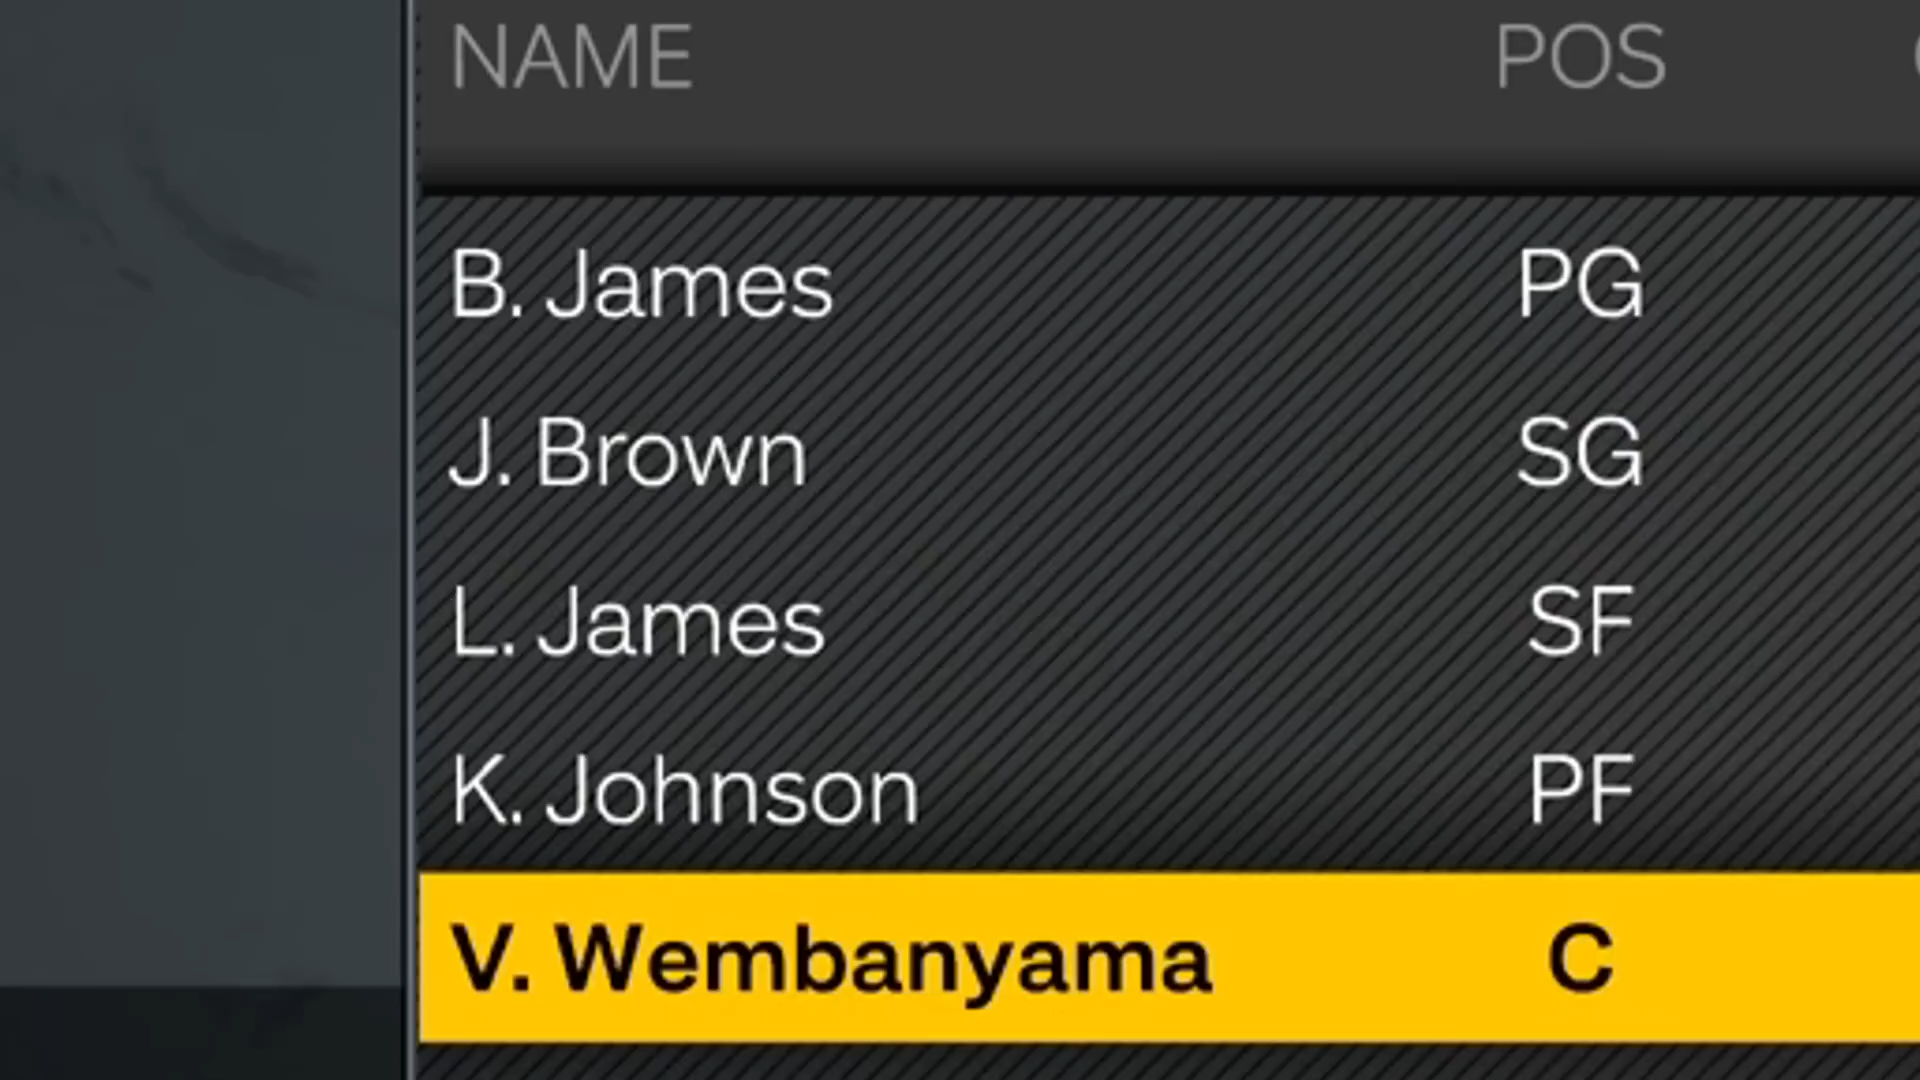 NAME POS
B. James PG
J. Brown SG
L. James SF
K. Johnson PF
V. Wembanyama C